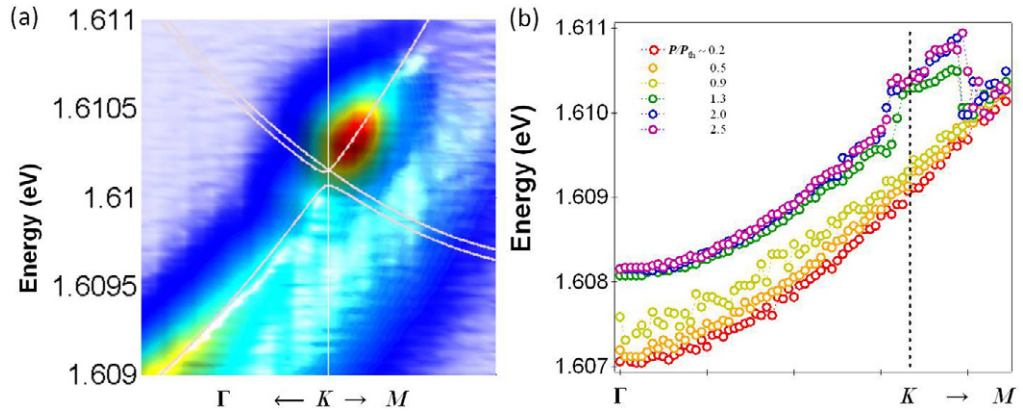 (a)
1.611
1.6105
1.61
1.6095
1.609
Energy (eV)
Γ ← K → M
(b)
1.611
1.610
1.609
1.608
1.607
Energy (eV)
P/Pth ~ 0.2
0.5
0.9
1.3
2.0
2.5
Γ K → M